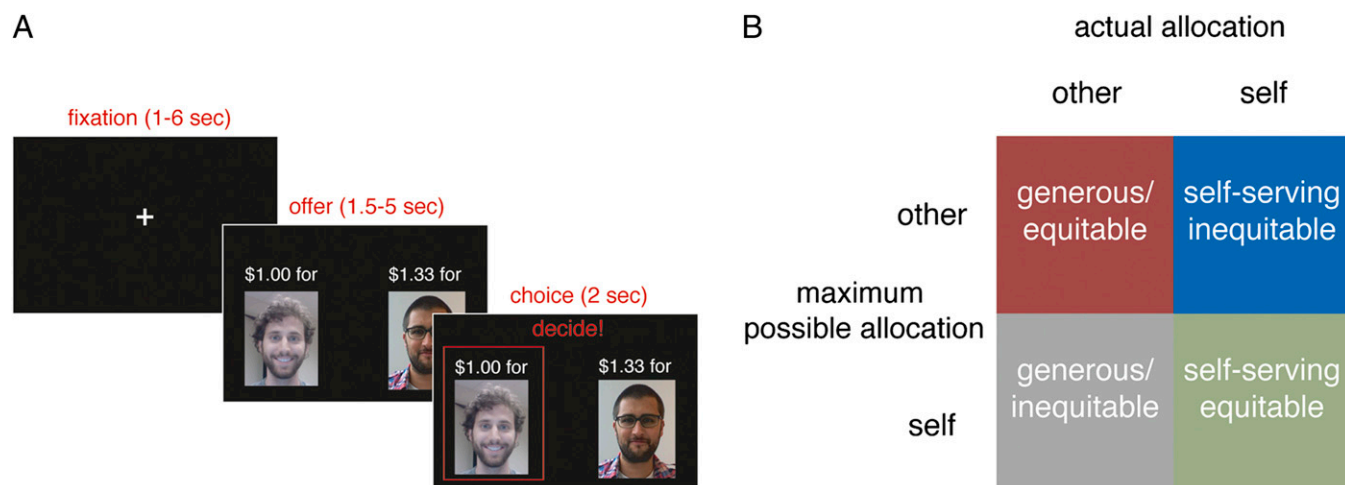 A
fixation (1-6 sec)
+
offer (1.5-5 sec)
$1.00 for
$1.33 for
choice (2 sec)
decide!
$1.00 for
$1.33 for
B
actual allocation
other
self
other
maximum
possible allocation
self
generous/
equitable
self-serving
inequitable
generous/
inequitable
self-serving
equitable